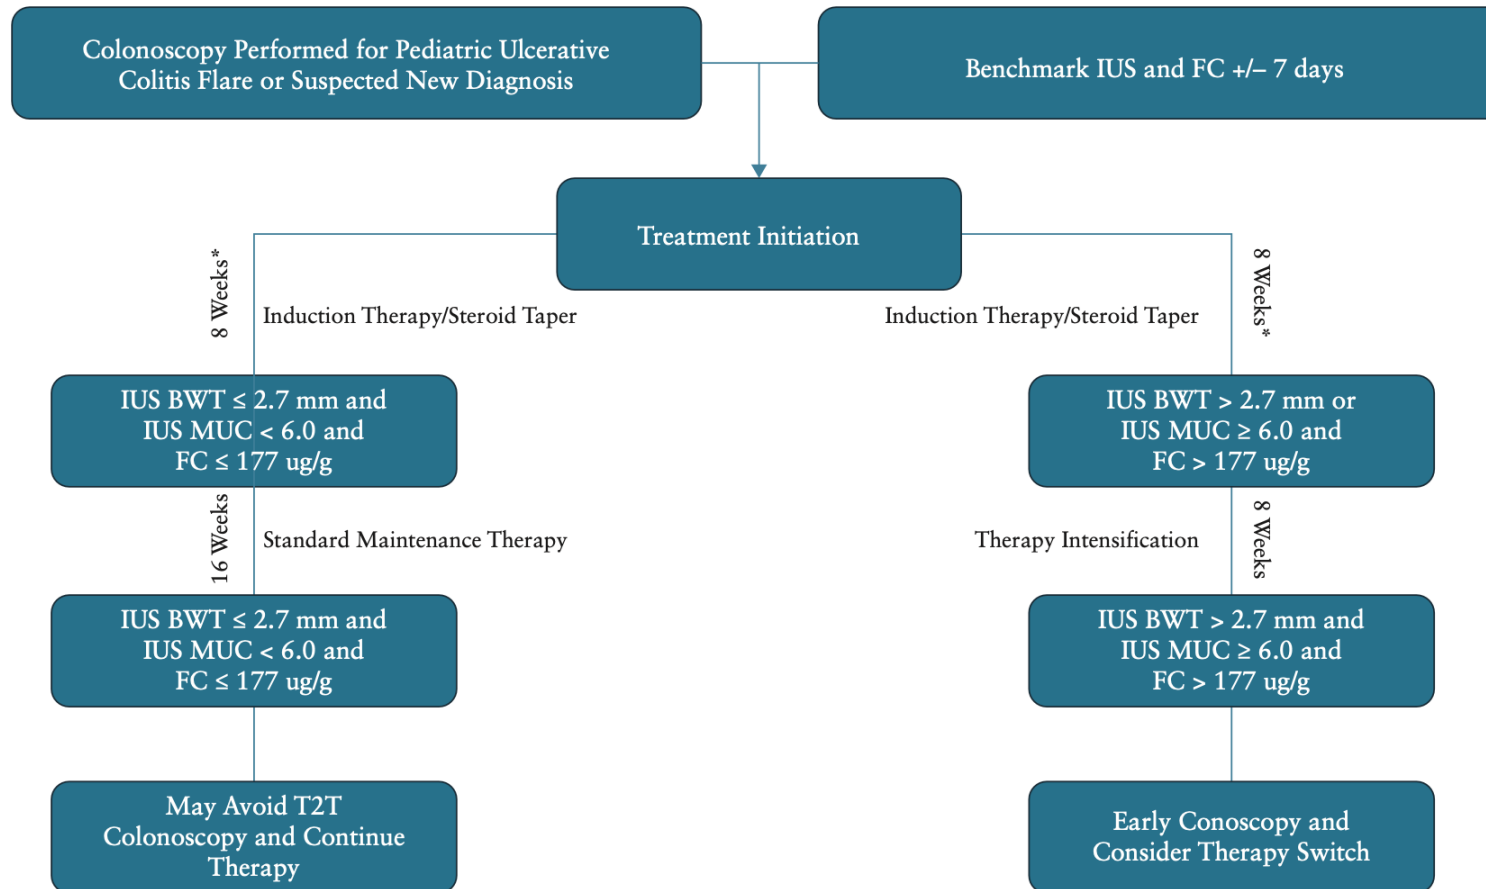 Colonoscopy Performed for Pediatric Ulcerative
Colitis Flare or Suspected New Diagnosis
Benchmark IUS and FC +/– 7 days
Treatment Initiation
8 Weeks*
Induction Therapy/Steroid Taper
Induction Therapy/Steroid Taper
8 Weeks*
IUS BWT ≤ 2.7 mm and
IUS MUC < 6.0 and
FC ≤ 177 ug/g
IUS BWT > 2.7 mm or
IUS MUC ≥ 6.0 and
FC > 177 ug/g
16 Weeks
Standard Maintenance Therapy
Therapy Intensification
8 Weeks
IUS BWT ≤ 2.7 mm and
IUS MUC < 6.0 and
FC ≤ 177 ug/g
IUS BWT > 2.7 mm and
IUS MUC ≥ 6.0 and
FC > 177 ug/g
May Avoid T2T
Colonoscopy and Continue
Therapy
Early Conoscopy and
Consider Therapy Switch